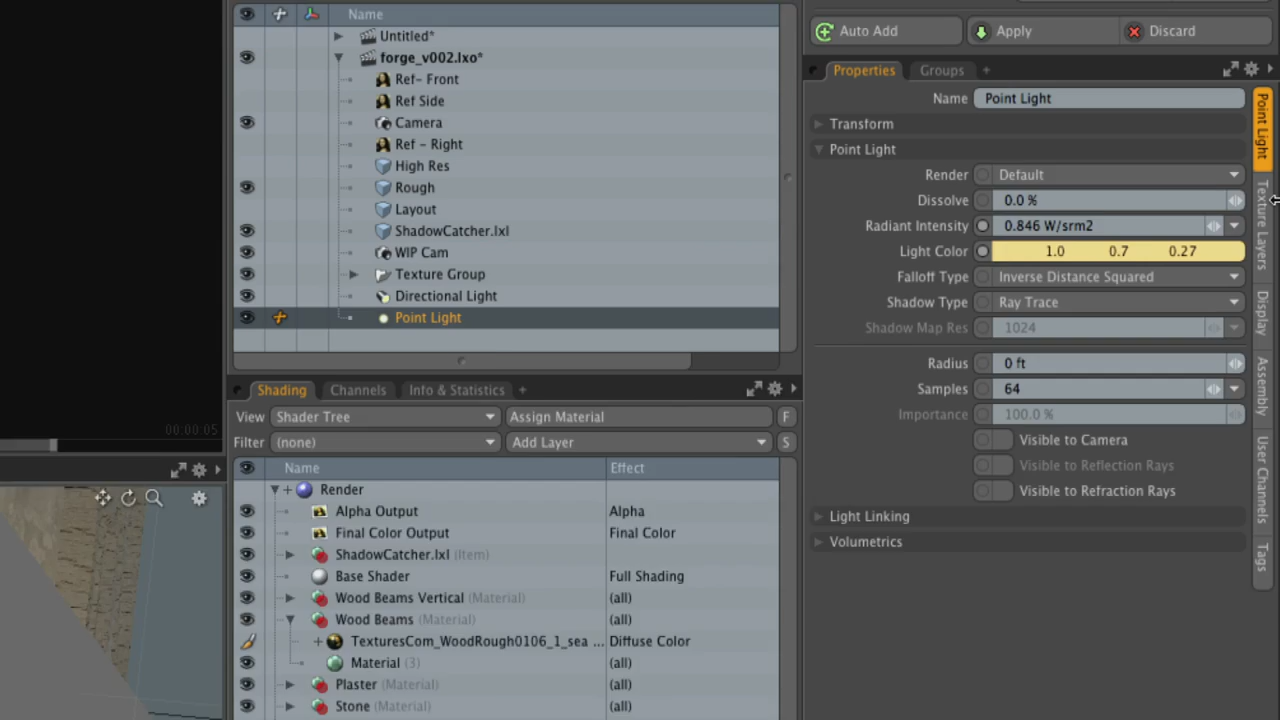 Name
Untitled*
forge_v002.lxo*
Ref- Front
Ref Side
Camera
Ref - Right
High Res
Rough
Layout
ShadowCatcher.lxl
WIP Cam
Texture Group
Directional Light
Point Light
00:00:05
Shading Channels Info & Statistics +
View Shader Tree Assign Material F
Filter (none) Add Layer S
Name Effect
Render
Alpha Output Alpha
Final Color Output Final Color
ShadowCatcher.lxl (Item)
Base Shader Full Shading
Wood Beams Vertical (Material) (all)
Wood Beams (Material) (all)
TexturesCom_WoodRough0106_1_sea ... Diffuse Color
Material (3) (all)
Plaster (Material) (all)
Stone (Material) (all)
Auto Add Apply Discard
Properties Groups +
Name Point Light
Transform
Point Light
Render Default
Dissolve 0.0 %
Radiant Intensity 0.846 W/srm2
Light Color 1.0 0.7 0.27
Falloff Type Inverse Distance Squared
Shadow Type Ray Trace
Shadow Map Res 1024
Radius 0 ft
Samples 64
Importance 100.0 %
Visible to Camera
Visible to Reflection Rays
Visible to Refraction Rays
Light Linking
Volumetrics
Point Light
Texture Layers
Display
Assembly
User Channels
Tags